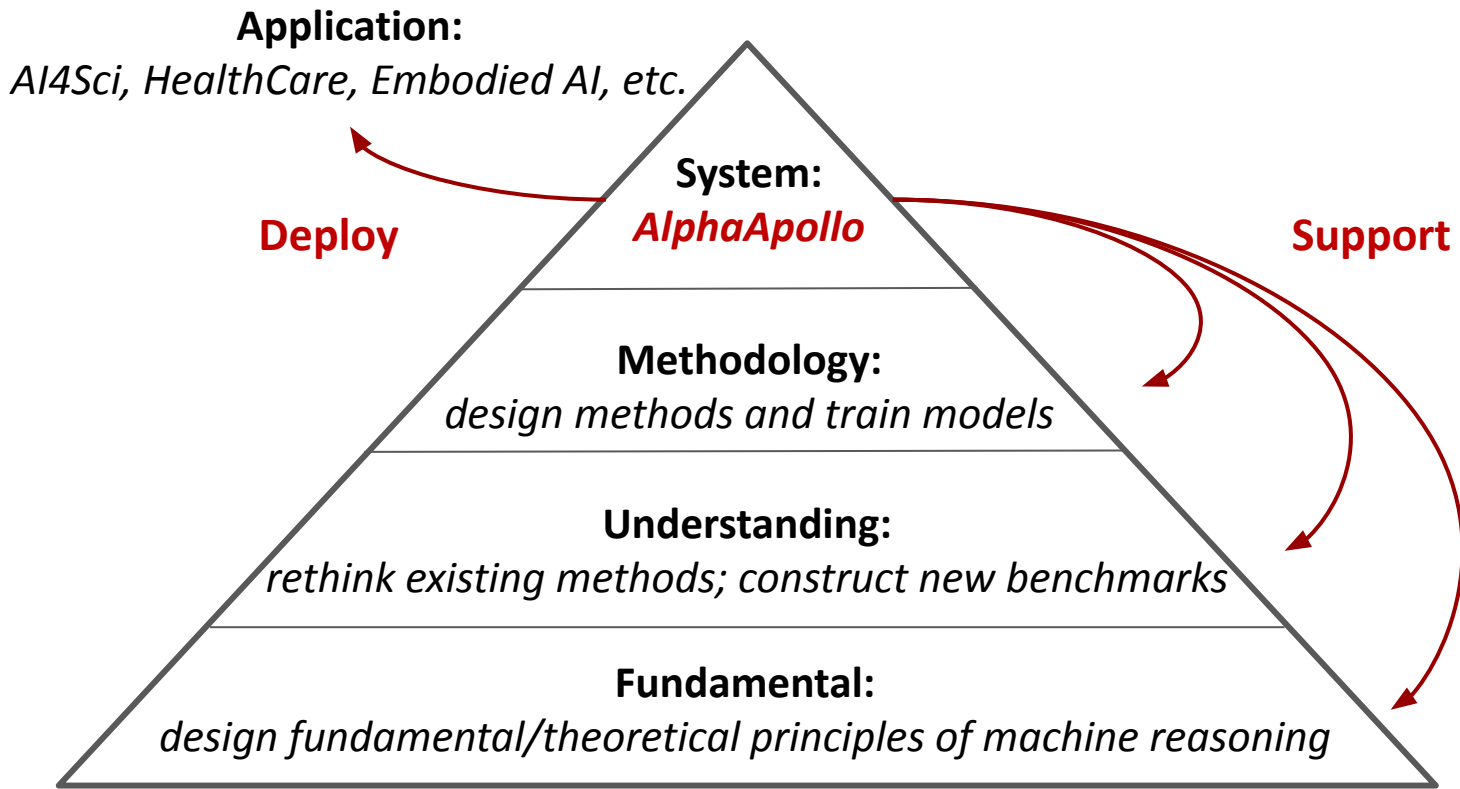 Application:
AI4Sci, HealthCare, Embodied AI, etc.
System:
AlphaApollo
Deploy
Support
Methodology:
design methods and train models
Understanding:
rethink existing methods; construct new benchmarks
Fundamental:
design fundamental/theoretical principles of machine reasoning